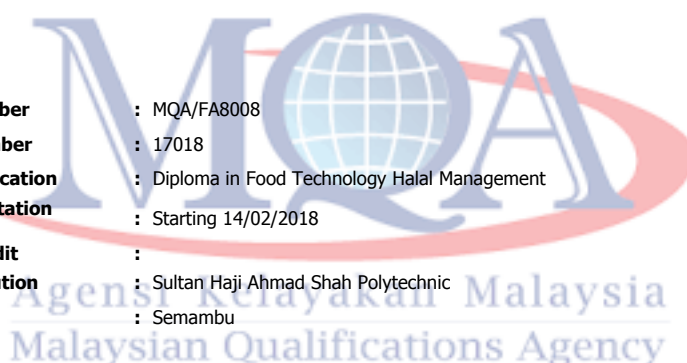 MQA
ber : MQA/FA8008
ber : 17018
cation : Diploma in Food Technology Halal Management
tation : Starting 14/02/2018
dit :
tion : Sultan Haji Ahmad Shah Polytechnic
: Semambu
Agensi Kelayakan Malaysia
Malaysian Qualifications Agency